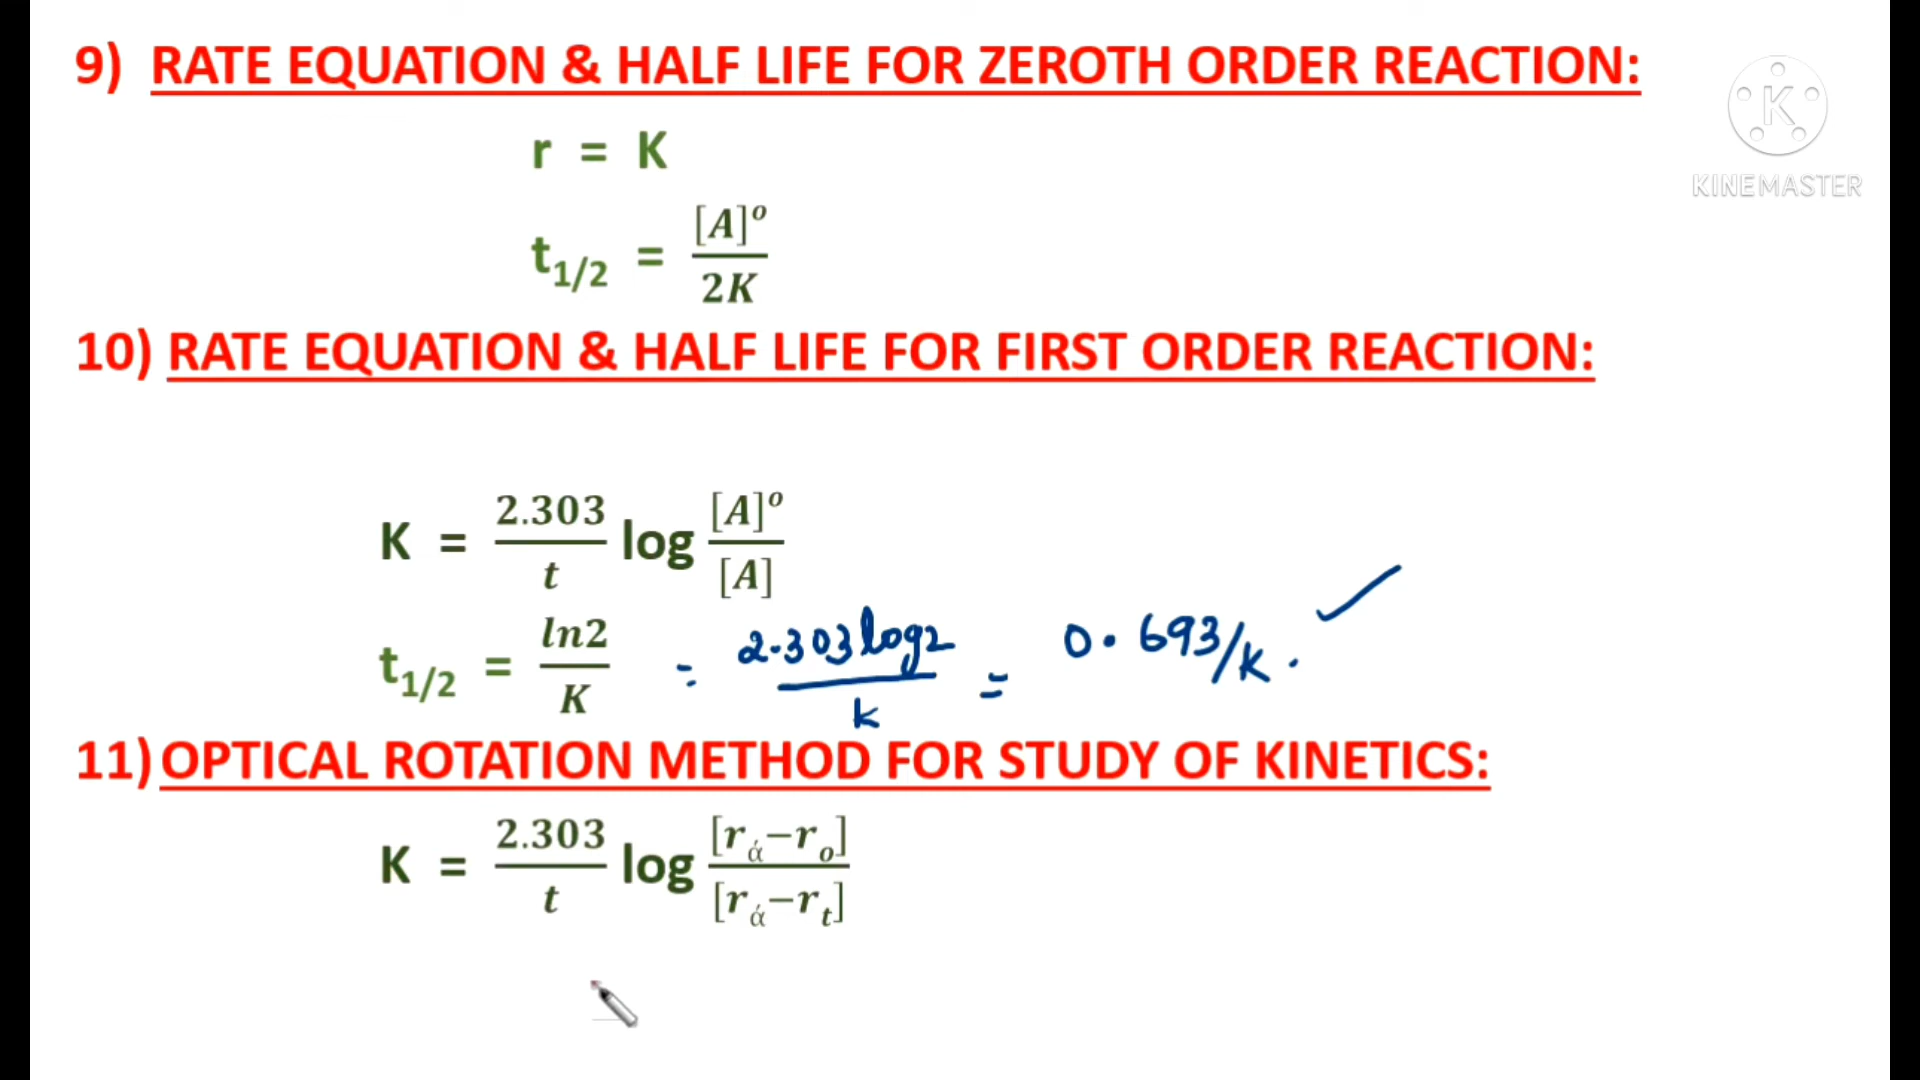 9) RATE EQUATION & HALF LIFE FOR ZEROTH ORDER REACTION:
K
KINEMASTER
r = K
t1/2 = [A]º / 2K
10) RATE EQUATION & HALF LIFE FOR FIRST ORDER REACTION:
K = 2.303/t log [A]º/[A]
t1/2 = ln2/K = 2.303 log2/k = 0.693/k.
11) OPTICAL ROTATION METHOD FOR STUDY OF KINETICS:
K = 2.303/t log [rά−ro]/[rά−rt]